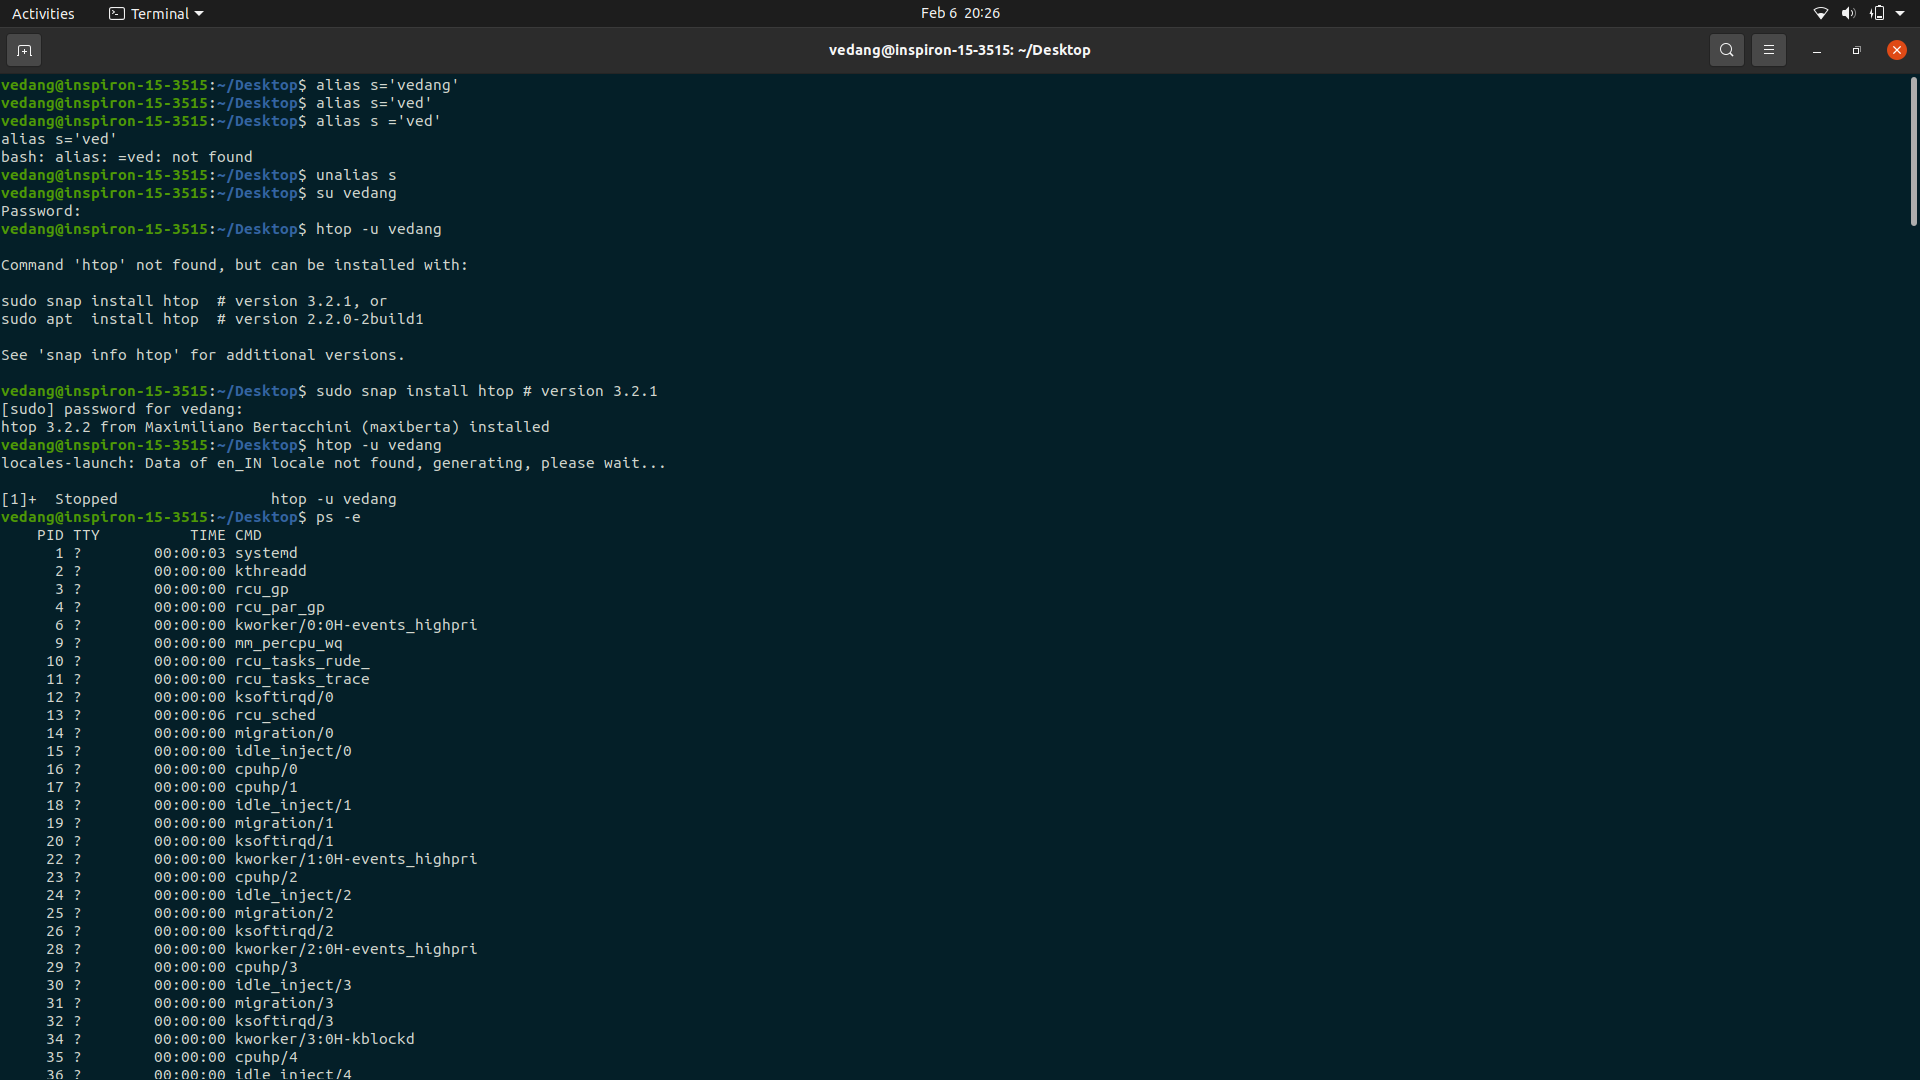 Activities Terminal Feb 6 20:26
vedang@inspiron-15-3515: ~/Desktop
vedang@inspiron-15-3515:~/Desktop$ alias s='vedang'
vedang@inspiron-15-3515:~/Desktop$ alias s='ved'
vedang@inspiron-15-3515:~/Desktop$ alias s ='ved'
alias s='ved'
bash: alias: =ved: not found
vedang@inspiron-15-3515:~/Desktop$ unalias s
vedang@inspiron-15-3515:~/Desktop$ su vedang
Password:
vedang@inspiron-15-3515:~/Desktop$ htop -u vedang
Command 'htop' not found, but can be installed with:
sudo snap install htop  # version 3.2.1, or
sudo apt  install htop  # version 2.2.0-2build1
See 'snap info htop' for additional versions.
vedang@inspiron-15-3515:~/Desktop$ sudo snap install htop # version 3.2.1
[sudo] password for vedang:
htop 3.2.2 from Maximiliano Bertacchini (maxiberta) installed
vedang@inspiron-15-3515:~/Desktop$ htop -u vedang
locales-launch: Data of en_IN locale not found, generating, please wait...
[1]+  Stopped                 htop -u vedang
vedang@inspiron-15-3515:~/Desktop$ ps -e
    PID TTY          TIME CMD
      1 ?        00:00:03 systemd
      2 ?        00:00:00 kthreadd
      3 ?        00:00:00 rcu_gp
      4 ?        00:00:00 rcu_par_gp
      6 ?        00:00:00 kworker/0:0H-events_highpri
      9 ?        00:00:00 mm_percpu_wq
     10 ?        00:00:00 rcu_tasks_rude_
     11 ?        00:00:00 rcu_tasks_trace
     12 ?        00:00:00 ksoftirqd/0
     13 ?        00:00:06 rcu_sched
     14 ?        00:00:00 migration/0
     15 ?        00:00:00 idle_inject/0
     16 ?        00:00:00 cpuhp/0
     17 ?        00:00:00 cpuhp/1
     18 ?        00:00:00 idle_inject/1
     19 ?        00:00:00 migration/1
     20 ?        00:00:00 ksoftirqd/1
     22 ?        00:00:00 kworker/1:0H-events_highpri
     23 ?        00:00:00 cpuhp/2
     24 ?        00:00:00 idle_inject/2
     25 ?        00:00:00 migration/2
     26 ?        00:00:00 ksoftirqd/2
     28 ?        00:00:00 kworker/2:0H-events_highpri
     29 ?        00:00:00 cpuhp/3
     30 ?        00:00:00 idle_inject/3
     31 ?        00:00:00 migration/3
     32 ?        00:00:00 ksoftirqd/3
     34 ?        00:00:00 kworker/3:0H-kblockd
     35 ?        00:00:00 cpuhp/4
     36 ?        00:00:00 idle_inject/4